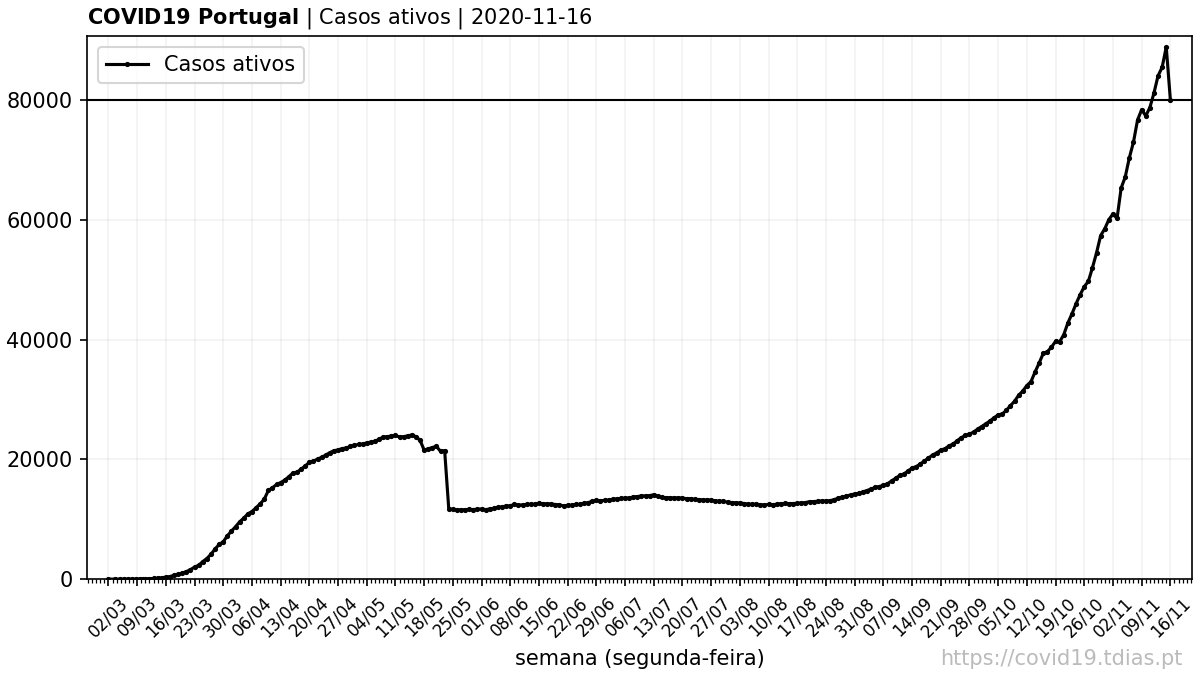 COVID19 Portugal | Casos ativos | 2020-11-16
Casos ativos
80000
60000
40000
20000
0
02/03 09/03 16/03 23/03 30/03 06/04 13/04 20/04 27/04 04/05 11/05 18/05 25/05 01/06 08/06 15/06 22/06 29/06 06/07 13/07 20/07 27/07 03/08 10/08 17/08 24/08 31/08 07/09 14/09 21/09 28/09 05/10 12/10 19/10 26/10 02/11 09/11 16/11
semana (segunda-feira)
https://covid19.tdias.pt